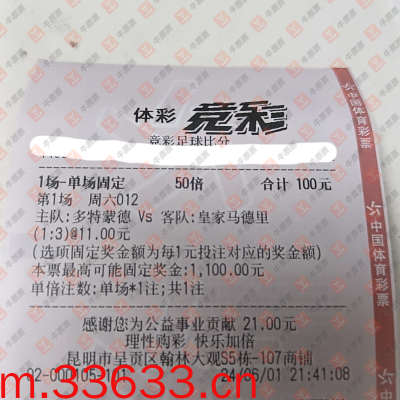 体彩 竞彩
竞彩足球比分
1场-单场固定 50倍 合计 100元
第1场 周六012
主队:多特蒙德 Vs 客队:皇家马德里
(1:3)@11.00元
(选项固定奖金额为每1元投注对应的奖金额)
本票最高可能固定奖金:1,100.00元
单倍注数:单场*1注;共1注
感谢您为公益事业贡献 21.00元
理性购彩 快乐加倍
昆明市呈贡区翰林大观S5栋-107商铺
24/06/01 21:41:08
m.33633.com
中国体育彩票
中国体育彩票